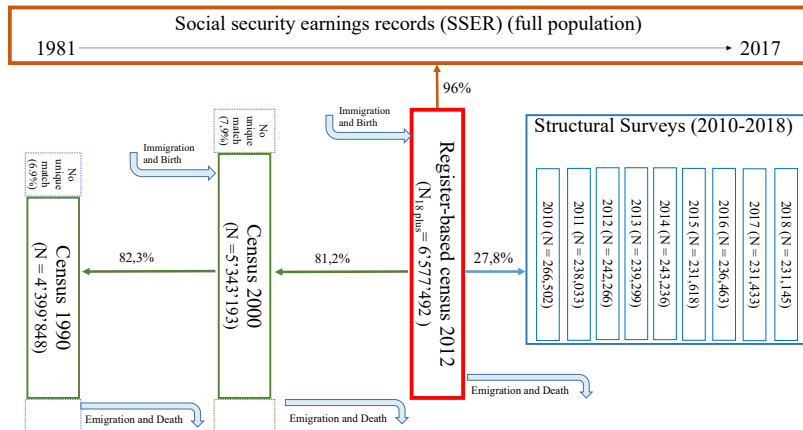 Social security earnings records (SSER) (full population)
1981
2017
96%
Immigration
and Birth
Immigration
and Birth
No
unique
match
(6.9%)
No
unique
match
(7,9%)
Census 1990
(N = 4’399’848)
82,3%
Census 2000
(N =5’343’193)
81,2%
Register-based census 2012
(N18 plus= 6’577’492 )
27,8%
Structural Surveys (2010-2018)
2010 (N = 266,502)
2011 (N = 238,033)
2012 (N = 242,266)
2013 (N = 239,299)
2014 (N = 243,236)
2015 (N = 231,618)
2016 (N = 236,463)
2017 (N = 231,433)
2018 (N = 231,145)
Emigration and Death
Emigration and Death
Emigration and Death